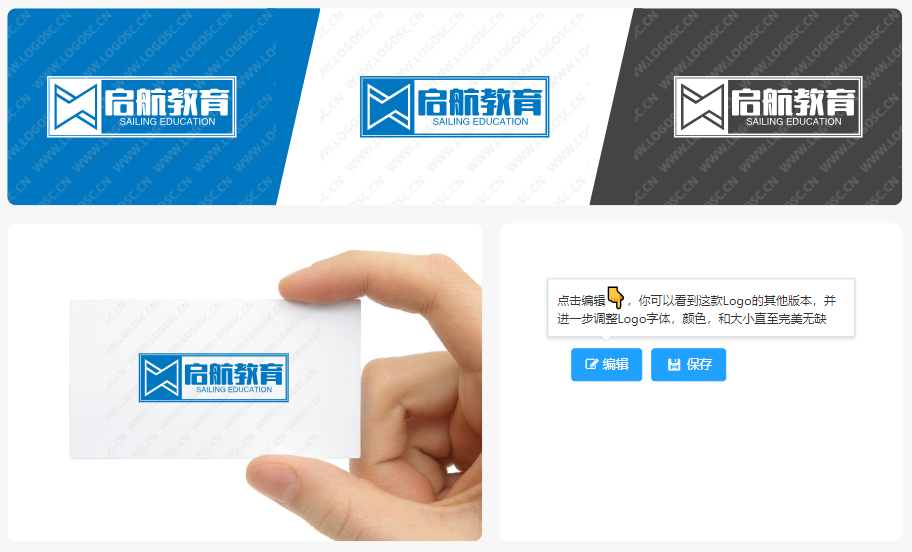 启航教育
SAILING EDUCATION
启航教育
SAILING EDUCATION
启航教育
SAILING EDUCATION
WWW.LOGOSC.CN
启航教育
SAILING EDUCATION
点击编辑👇，你可以看到这款Logo的其他版本，并
进一步调整Logo字体，颜色，和大小直至完美无缺
编辑
保存